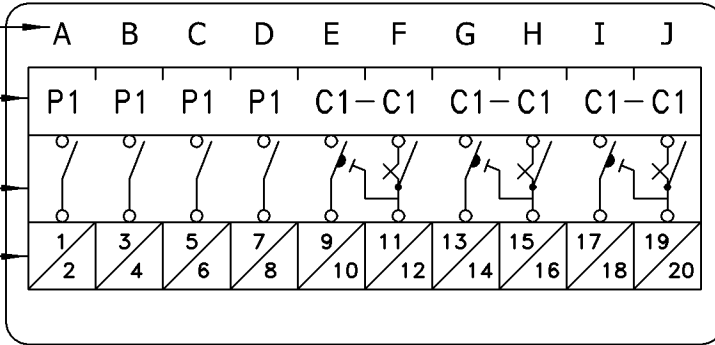 A B C D E F G H I J
P1 P1 P1 P1 C1-C1 C1-C1 C1-C1
1 3 5 7 9 11 13 15 17 19
2 4 6 8 10 12 14 16 18 20